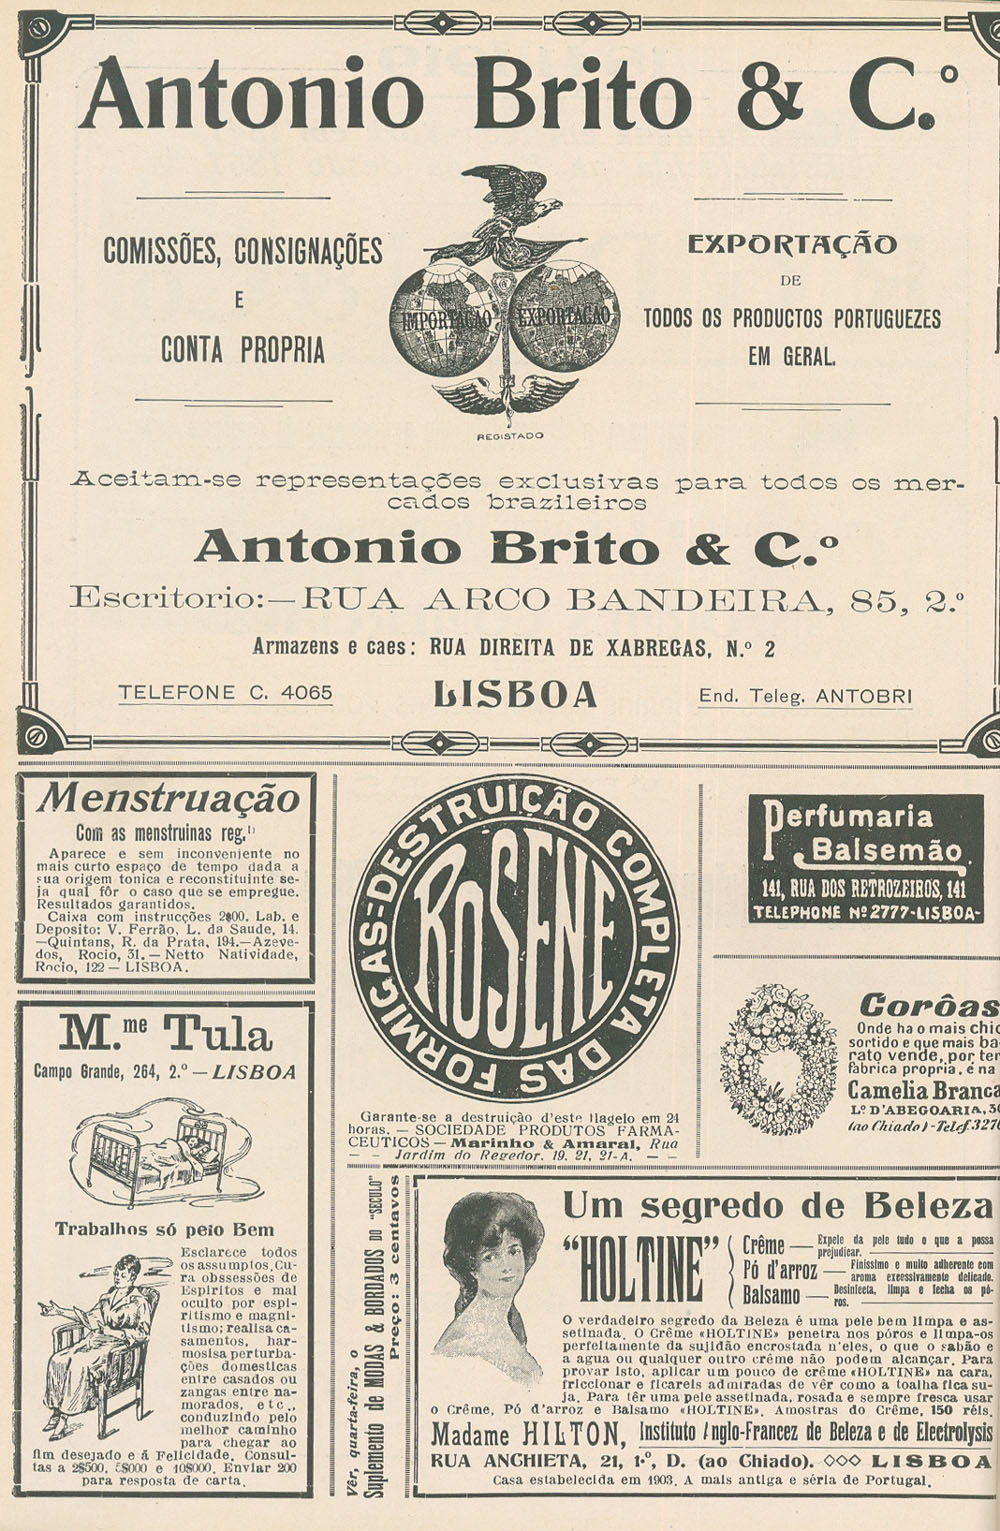 Antonio Brito & C.º
COMISSÕES, CONSIGNAÇÕES
E
CONTA PROPRIA
IMPORTAÇAO
EXPORTAÇAO
REGISTADO
EXPORTAÇÃO
DE
TODOS OS PRODUCTOS PORTUGUEZES
EM GERAL.
Aceitam-se representações exclusivas para todos os mer-
cados brazileiros
Antonio Brito & C.º
Escritorio:—RUA ARCO BANDEIRA, 85, 2.º
Armazens e caes: RUA DIREITA DE XABREGAS, N.º 2
TELEFONE C. 4065
LISBOA
End. Teleg. ANTOBRI
Menstruação
Com as menstruinas reg.
Aparece e sem inconvenjente no
mais curto espaço de tempo dada a
sua origem tonica e reconstituinte se-
ja qual fôr o caso que se empregue.
Resultados garantidos.
Caixa com instrucções 2$00. Lab. e
Deposito: V. Ferrão, L. da Saude, 14.
—Quintans, R. da Prata, 194.—Azeve-
dos, Rocio, 31.—Netto Natividade,
Rocio, 122—LISBOA.
M.me Tula
Campo Grande, 264, 2.º—LISBOA
Trabalhos só pelo Bem
Esclarece todos
os assumptos. Cu-
ra obssessões de
Espiritos e mal
oculto por espi-
ritismo e magni-
tismo; realisa ca-
samentos, har-
monisa perturba-
ções domesticas
entre casados ou
zangas entre na-
morados, etc.,
conduzindo pelo
melhor caminho
para chegar ao
fim desejado e á Felicidade. Consul-
tas a 2$500, 5$000 e 10$000. Enviar 200
para resposta de carta.
DESTRUIÇÃO COMPLETA DAS FORMIGAS
ROSENE
Garante-se a destruição d'este flagelo em 24
horas.—SOCIEDADE PRODUTOS FARMA-
CEUTICOS—Marinho & Amaral, Rua
— — Jardim do Regedor, 19, 21, 21-A. — —
Perfumaria
Balsemão
141, RUA DOS RETROZEIROS, 141
TELEPHONE Nº 2777-LISBOA-
Corôas
Onde ha o mais chic
sortido e que mais ba-
rato vende, por ter
fabrica propria, é na
Camelia Branca
Lº D'ABEGOARIA,
(ao Chiado)-Telef.
Vêr, quarta-feira, o
Suplemento de MODAS & BORDADOS DO "SECULO"
Preço: 3 centavos
Um segredo de Beleza
"HOLTINE"
Crême — Expele da pele tudo o que a possa
prejudicar.
Pó d'arroz — Finissimo e muito adherente com
aroma excessivamente delicado.
Balsamo — Desinfecta, limpa e fecha os pó-
ros.
O verdadeiro segredo da Beleza é uma pele bem limpa e as-
setinada. O Crême «HOLTINE» penetra nos póros e limpa-os
perfeitamente da sujidão encrostada n'eles, o que o sabão e
a agua ou qualquer outro crême não podem alcançar. Para
provar isto, aplicar um pouco de crême «HOLTINE» na cara,
friccionar e ficareis admiradas de vêr como a toalha fica su-
ja. Para têr uma pele assetinada, rosada e sempre fresca usar
o Crême, Pó d'arroz e Balsamo «HOLTINE». Amostras do Crême, 150 réis.
Madame HILTON, Instituto Anglo-Francez de Beleza e de Electrolysis
RUA ANCHIETA, 21, 1.º, D. (ao Chiado). LISBOA
Casa estabelecida em 1903. A mais antiga e séria de Portugal.